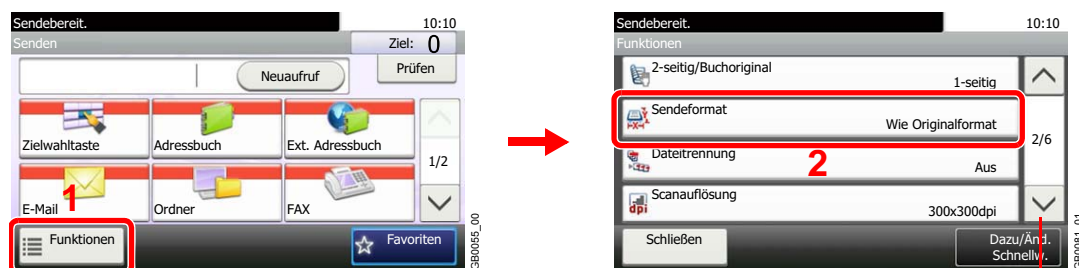 Sendebereit.
10:10
Senden
Ziel: 0
Neuaufruf
Prüfen
Zielwahltaste
Adressbuch
Ext. Adressbuch
1/2
1
E-Mail
Ordner
FAX
Funktionen
Favoriten
GB0055_00
Sendebereit.
10:10
Funktionen
2-seitig/Buchoriginal
1-seitig
Sendeformat
Wie Originalformat
2/6
Dateitrennung
2
Aus
dpi
Scanauflösung
300x300dpi
Schließen
Dazu/Änd.
Schnellw.
GB0081_01